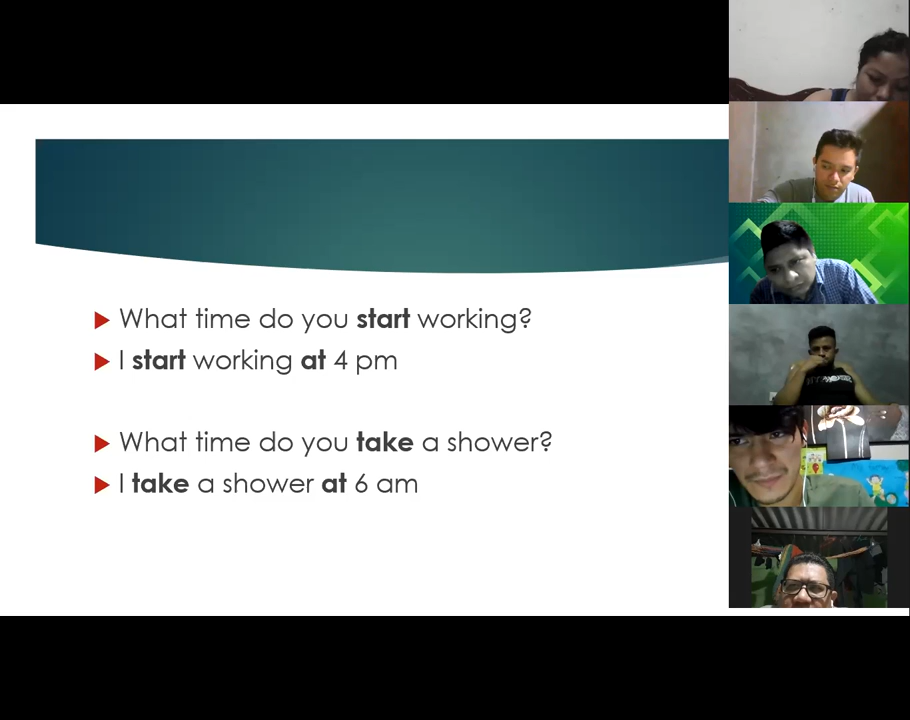 What time do you start working?
I start working at 4 pm
What time do you take a shower?
I take a shower at 6 am